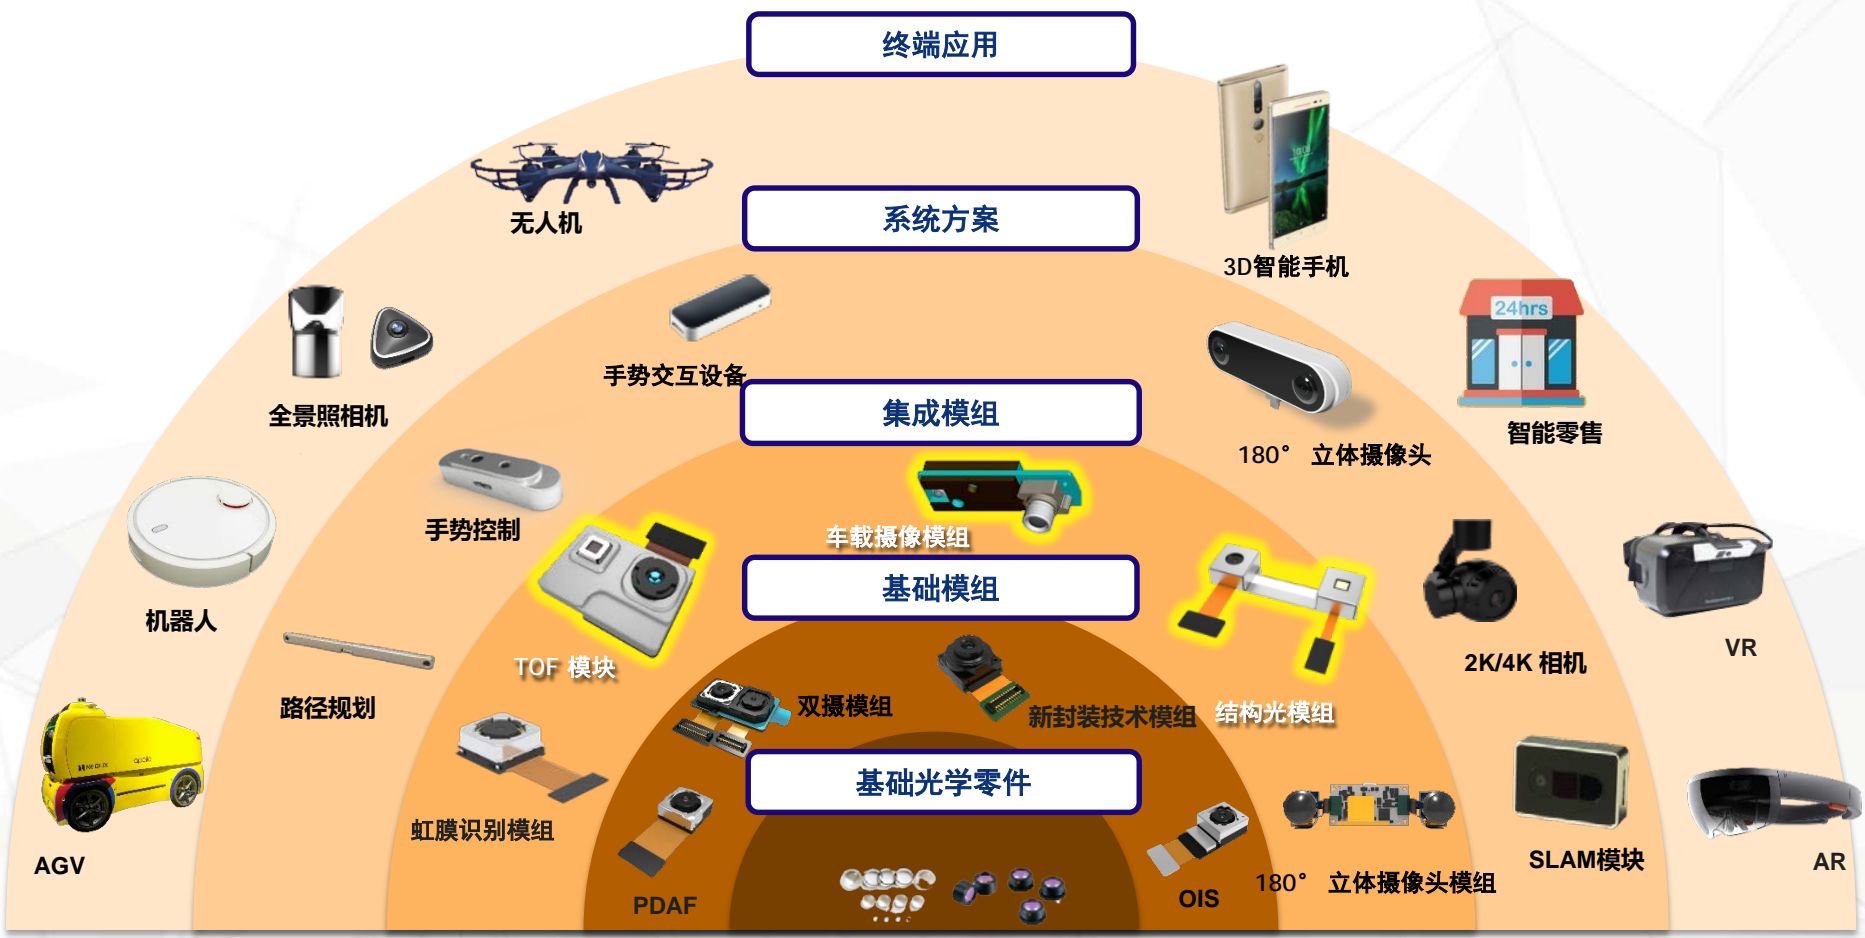 终端应用
无人机
系统方案
3D智能手机
24hrs
全景照相机
手势交互设备
集成模组
180° 立体摄像头
智能零售
手势控制
车载摄像模组
机器人
基础模组
TOF 模块
2K/4K 相机
VR
路径规划
双摄模组
新封装技术模组
结构光模组
基础光学零件
apollo
虹膜识别模组
AGV
PDAF
OIS
180° 立体摄像头模组
SLAM模块
AR